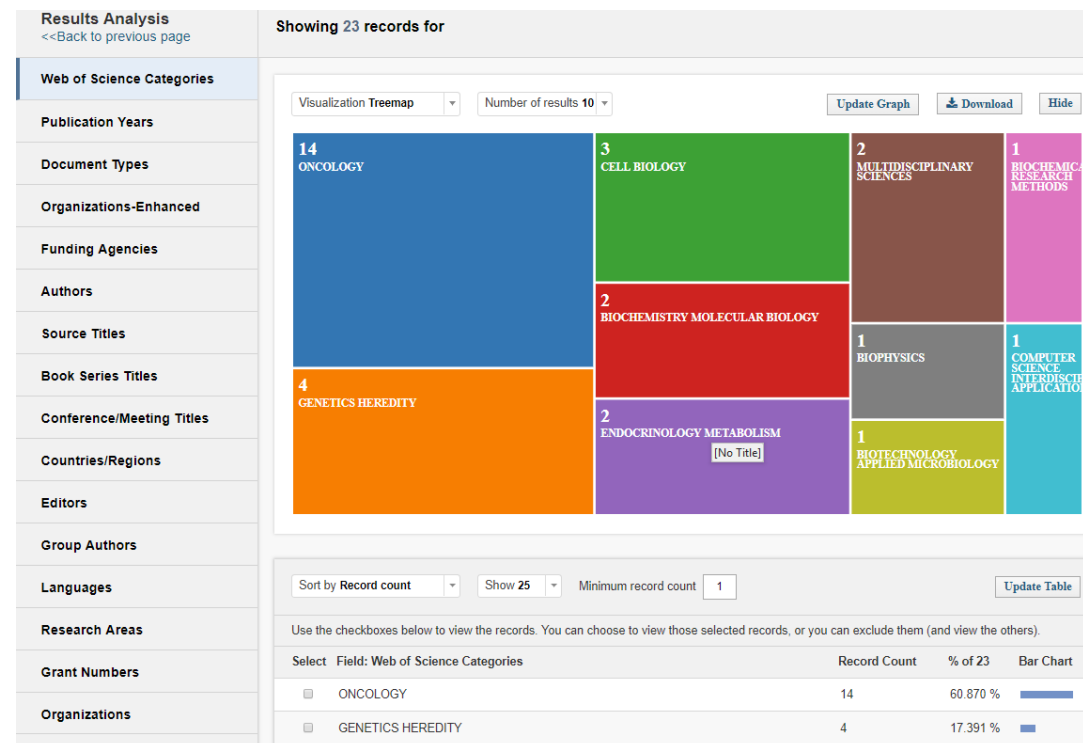 Results Analysis
<<Back to previous page
Showing 23 records for
Web of Science Categories
Publication Years
Document Types
Organizations-Enhanced
Funding Agencies
Authors
Source Titles
Book Series Titles
Conference/Meeting Titles
Countries/Regions
Editors
Group Authors
Languages
Research Areas
Grant Numbers
Organizations
Visualization Treemap
Number of results 10
Update Graph
Download
Hide
14
ONCOLOGY
4
GENETICS HEREDITY
3
CELL BIOLOGY
2
BIOCHEMISTRY MOLECULAR BIOLOGY
2
ENDOCRINOLOGY METABOLISM
[No Title]
2
MULTIDISCIPLINARY
SCIENCES
1
BIOPHYSICS
1
BIOTECHNOLOGY
APPLIED MICROBIOLOGY
1
BIOCHEMICA
RESEARCH
METHODS
1
COMPUTER
SCIENCE
INTERDISCI
APPLICATIO
Sort by Record count
Show 25
Minimum record count 1
Update Table
Use the checkboxes below to view the records. You can choose to view those selected records, or you can exclude them (and view the others).
Select Field: Web of Science Categories Record Count % of 23 Bar Chart
ONCOLOGY 14 60.870 %
GENETICS HEREDITY 4 17.391 %